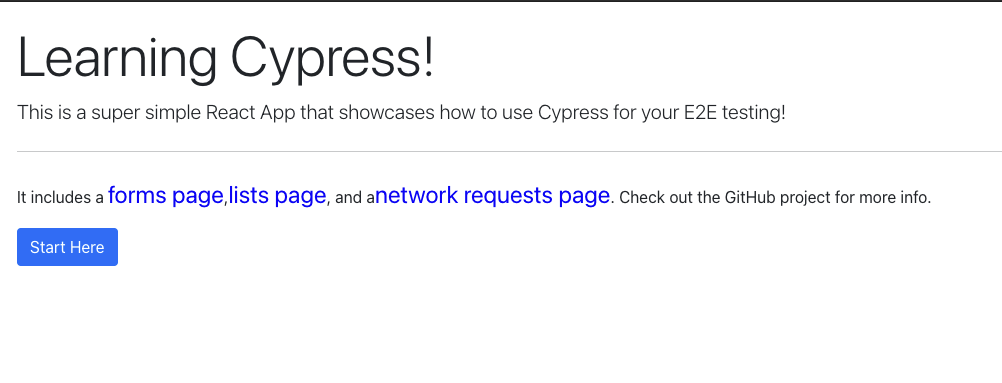 Learning Cypress!
This is a super simple React App that showcases how to use Cypress for your E2E testing!
It includes a forms page,lists page, and anetwork requests page. Check out the GitHub project for more info.
Start Here